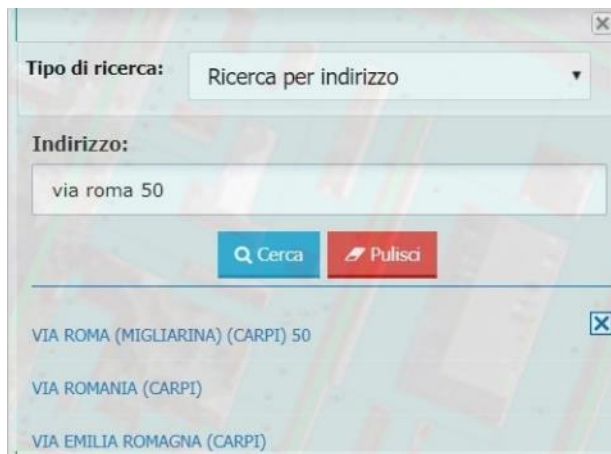 Tipo di ricerca: Ricerca per indirizzo
Indirizzo:
via roma 50
Cerca Pulisci
VIA ROMA (MIGLIARINA) (CARPI) 50
VIA ROMANIA (CARPI)
VIA EMILIA ROMAGNA (CARPI)